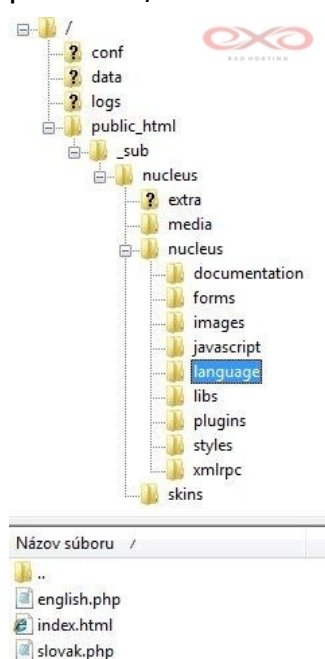 /
EXO HOSTING
conf
data
logs
public_html
_sub
nucleus
extra
media
nucleus
documentation
forms
images
javascript
language
libs
plugins
styles
xmlrpc
skins
Názov súboru /
..
english.php
index.html
slovak.php